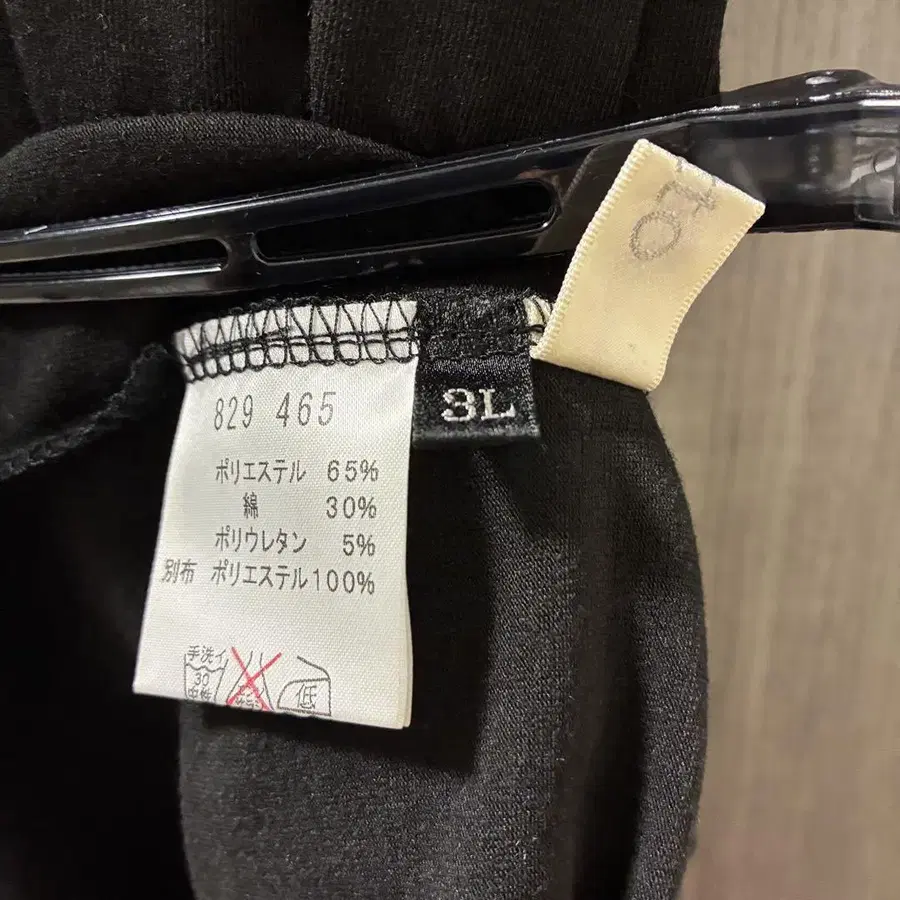 829 465
ポリエステル 65%
綿 30%
ポリウレタン 5%
別布 ポリエステル100%
手洗イ
30
中性
低
3L